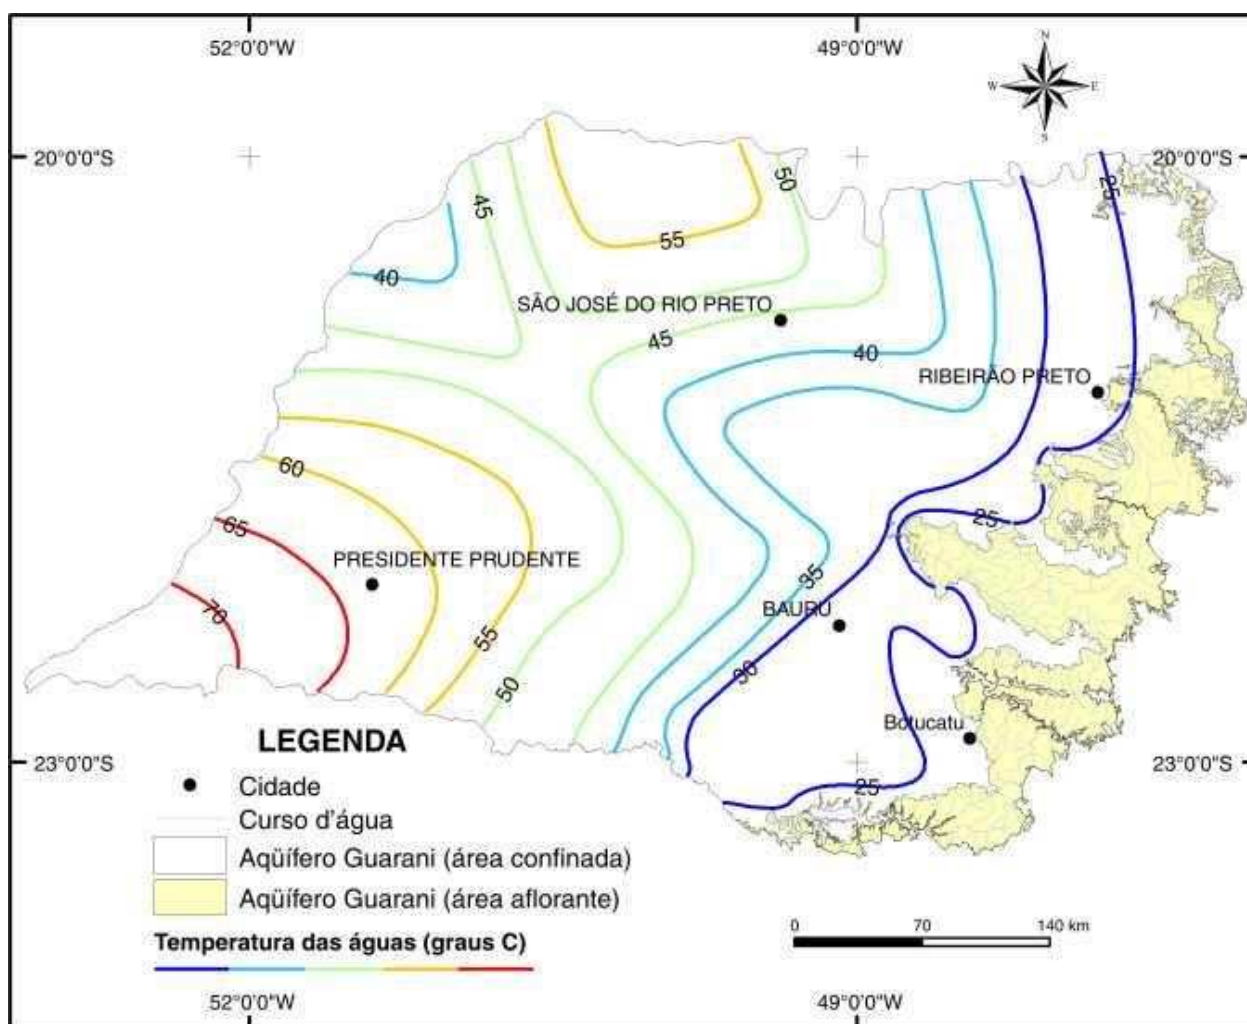 52°0'0"W
49°0'0"W
N
W
E
S
20°0'0"S
20°0'0"S
50
25
45
55
40
SÃO JOSÉ DO RIO PRETO
45
40
RIBEIRÃO PRETO
60
65
25
PRESIDENTE PRUDENTE
35
70
BAURU
55
30
50
Botucatu
LEGENDA
23°0'0"S
23°0'0"S
25
Cidade
Curso d'água
Aqüífero Guarani (área confinada)
Aqüífero Guarani (área aflorante)
0
70
140 km
Temperatura das águas (graus C)
52°0'0"W
49°0'0"W